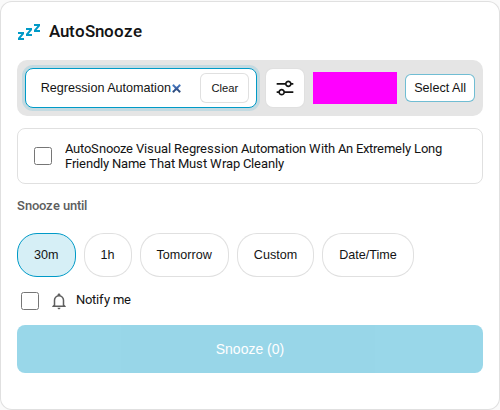 zzz AutoSnooze
Regression Automation× Clear Select All
AutoSnooze Visual Regression Automation With An Extremely Long
Friendly Name That Must Wrap Cleanly
Snooze until
30m 1h Tomorrow Custom Date/Time
Notify me
Snooze (0)